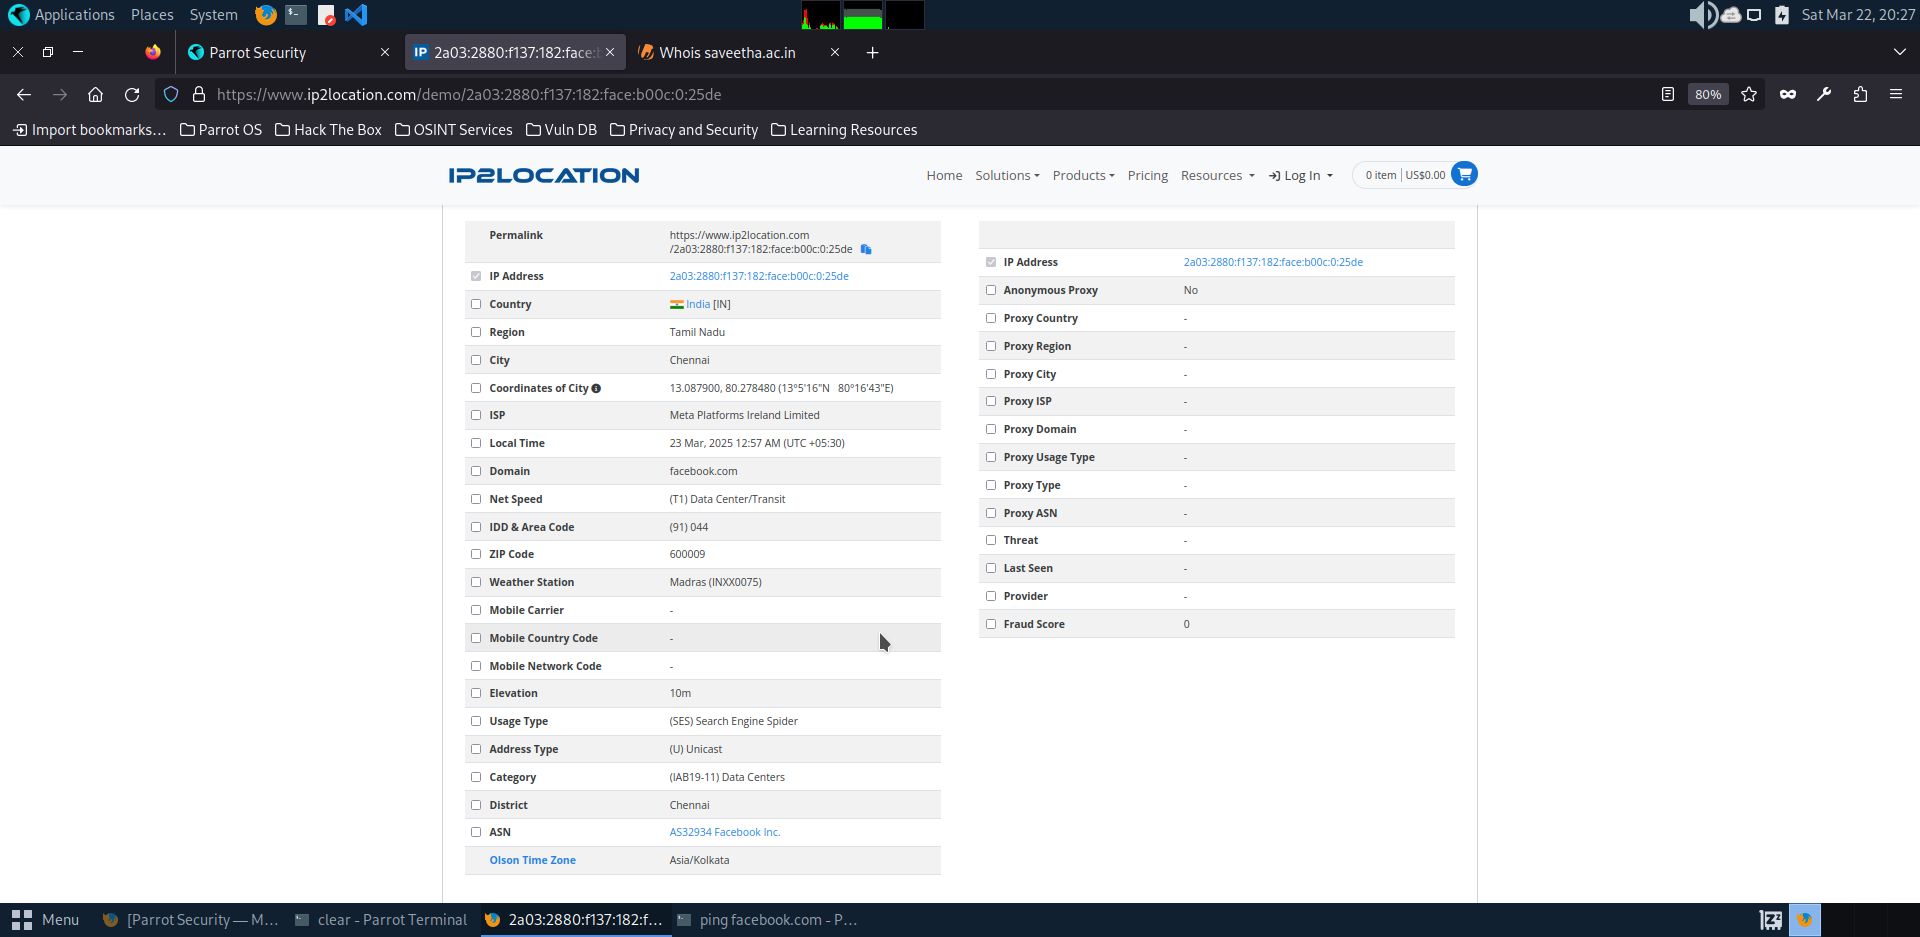 Applications Places System
Sat Mar 22, 20:27
Parrot Security
IP 2a03:2880:f137:182:face:b
Whois saveetha.ac.in
https://www.ip2location.com/demo/2a03:2880:f137:182:face:b00c:0:25de
80%
Import bookmarks... Parrot OS Hack The Box OSINT Services Vuln DB Privacy and Security Learning Resources
IP2LOCATION
Home Solutions Products Pricing Resources Log In 0 item US$0.00
Permalink https://www.ip2location.com
/2a03:2880:f137:182:face:b00c:0:25de
IP Address 2a03:2880:f137:182:face:b00c:0:25de
Country India [IN]
Region Tamil Nadu
City Chennai
Coordinates of City 13.087900, 80.278480 (13°5'16"N 80°16'43"E)
ISP Meta Platforms Ireland Limited
Local Time 23 Mar, 2025 12:57 AM (UTC +05:30)
Domain facebook.com
Net Speed (T1) Data Center/Transit
IDD & Area Code (91) 044
ZIP Code 600009
Weather Station Madras (INXX0075)
Mobile Carrier -
Mobile Country Code -
Mobile Network Code -
Elevation 10m
Usage Type (SES) Search Engine Spider
Address Type (U) Unicast
Category (IAB19-11) Data Centers
District Chennai
ASN AS32934 Facebook Inc.
Olson Time Zone Asia/Kolkata
IP Address 2a03:2880:f137:182:face:b00c:0:25de
Anonymous Proxy No
Proxy Country -
Proxy Region -
Proxy City -
Proxy ISP -
Proxy Domain -
Proxy Usage Type -
Proxy Type -
Proxy ASN -
Threat -
Last Seen -
Provider -
Fraud Score 0
Menu [Parrot Security — M... clear - Parrot Terminal 2a03:2880:f137:182:f... ping facebook.com - P...